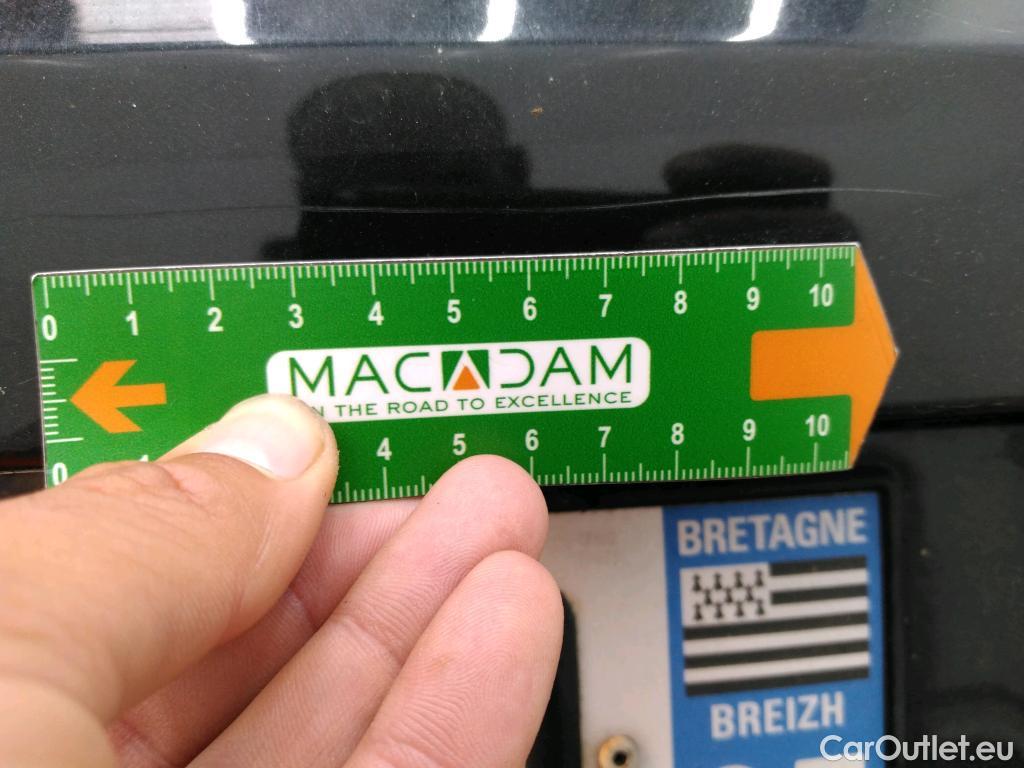 0 1 2 3 4 5 6 7 8 9 10
MACADAM
N THE ROAD TO EXCELLENCE
0 4 5 6 7 8 9 10
BRETAGNE
BREIZH
CarOutlet.eu